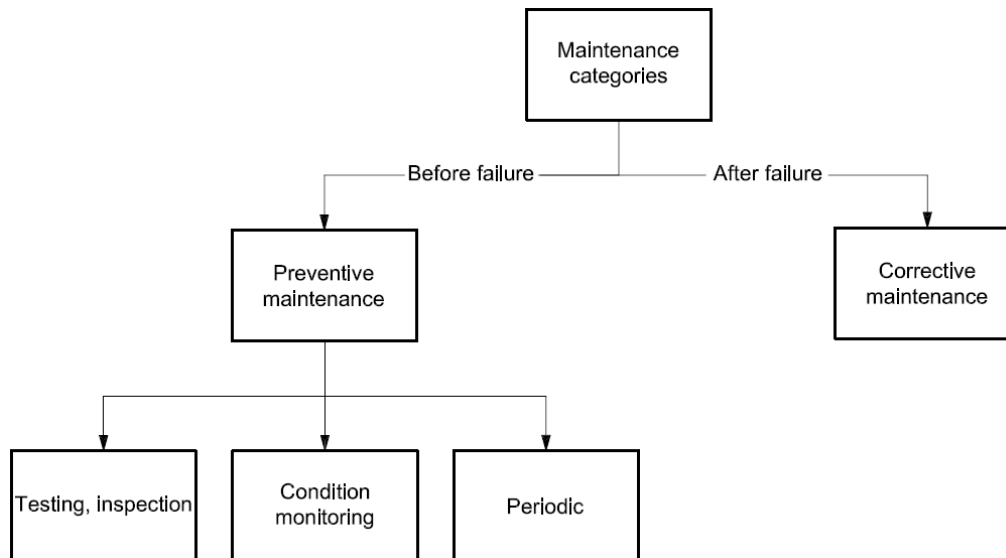 Maintenance
categories
Before failure
After failure
Preventive
maintenance
Corrective
maintenance
Testing, inspection
Condition
monitoring
Periodic